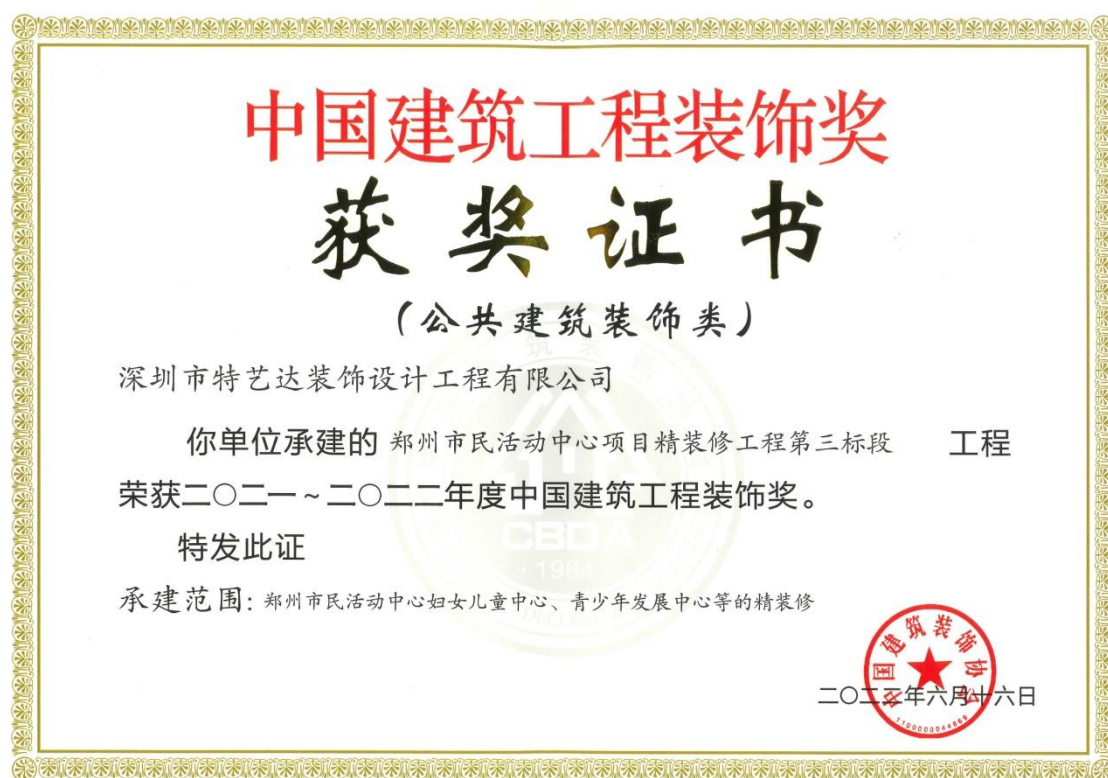 中国建筑工程装饰奖
获奖证书
(公共建筑装饰类)
深圳市特艺达装饰设计工程有限公司
你单位承建的 郑州市民活动中心项目精装修工程第三标段 工程
荣获二〇二一~二〇二二年度中国建筑工程装饰奖。
特发此证
承建范围: 郑州市民活动中心妇女儿童中心、青少年发展中心等的精装修
CBDA
·1984·
中国建筑装饰协会
二〇二三年六月十六日